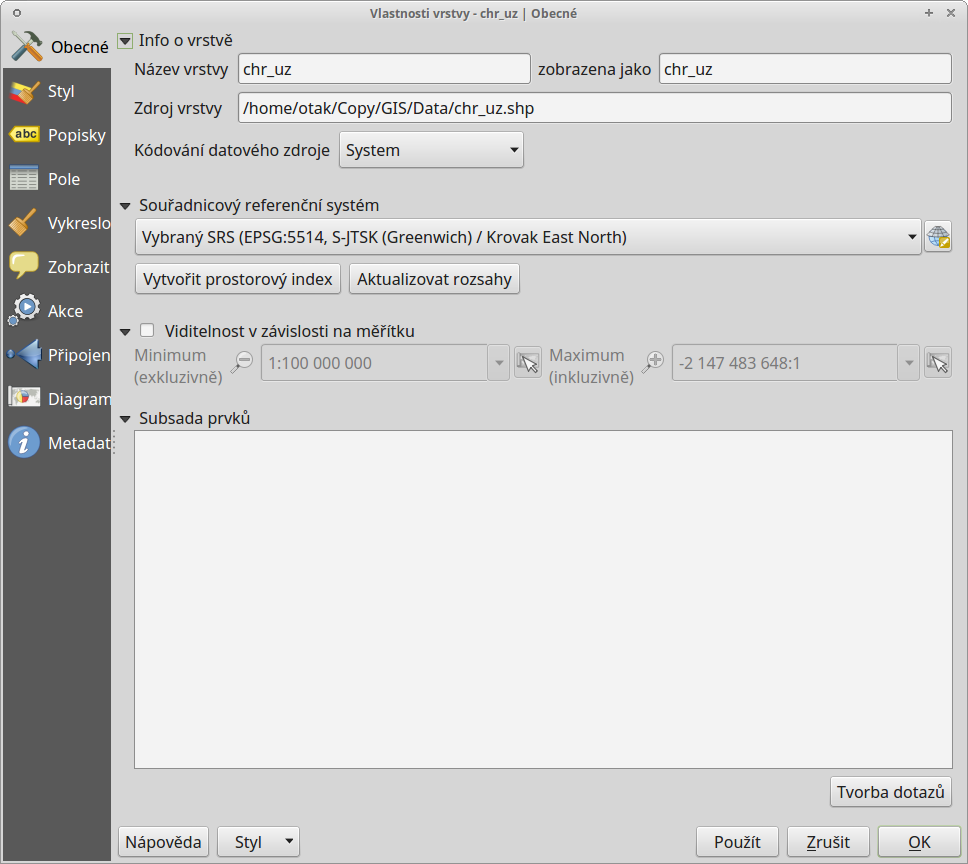 Vlastnosti vrstvy - chr_uz | Obecné
Obecné
Styl
abc Popisky
Pole
Vykreslo
Zobrazit
Akce
Připojen
Diagram
Metadat
Info o vrstvě
Název vrstvy chr_uz zobrazena jako chr_uz
Zdroj vrstvy /home/otak/Copy/GIS/Data/chr_uz.shp
Kódování datového zdroje System
Souřadnicový referenční systém
Vybraný SRS (EPSG:5514, S-JTSK (Greenwich) / Krovak East North)
Vytvořit prostorový index Aktualizovat rozsahy
Viditelnost v závislosti na měřítku
Minimum (exkluzivně) 1:100 000 000 Maximum (inkluzivně) -2 147 483 648:1
Subsada prvků
Tvorba dotazů
Nápověda Styl Použít Zrušit OK